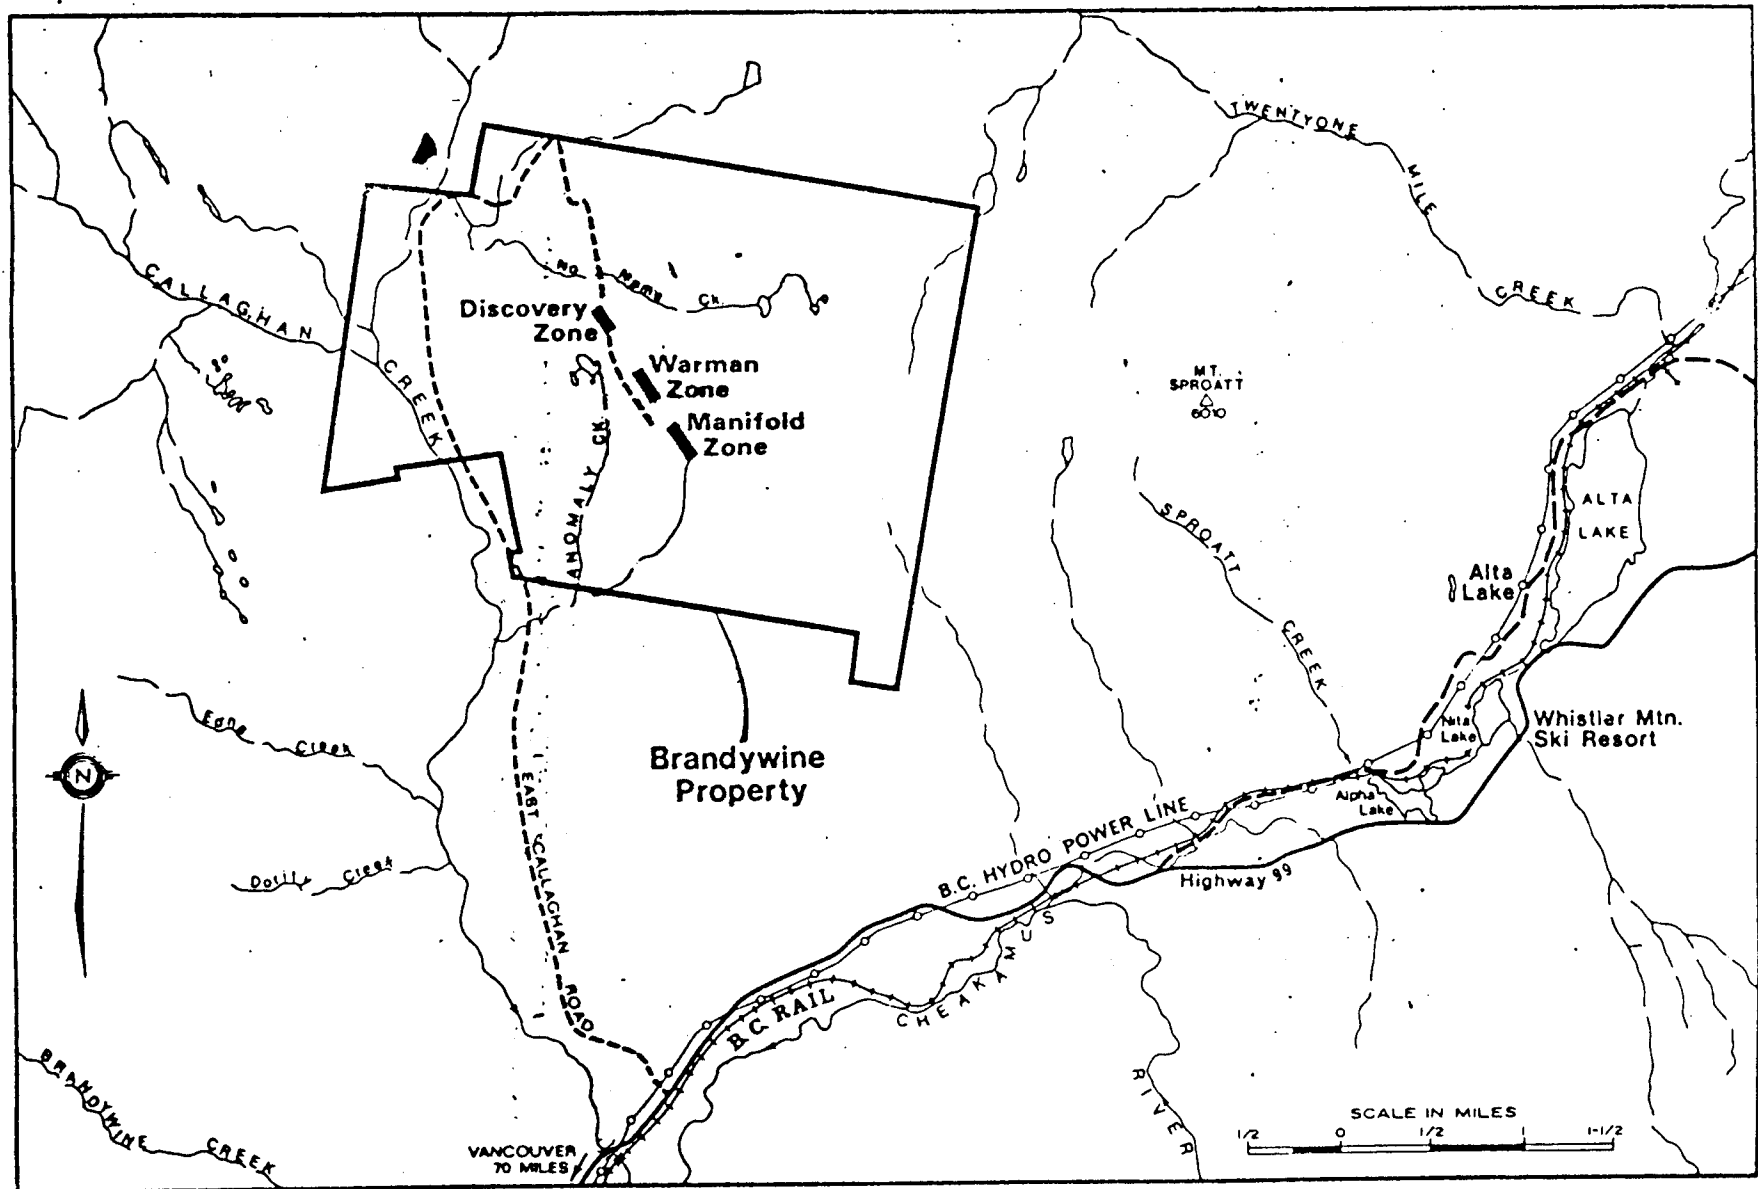 TWENTYONE
MILE
CREEK
CALLAGHAN
CREEK
No Name Ck.
Discovery
Zone
Warman
Zone
Manifold
Zone
ANOMALY CK.
MT.
SPROATT
6010
SPROATT
CREEK
ALTA
LAKE
Alta
Lake
Nita
Lake
Whistler Mtn.
Ski Resort
Alpha
Lake
Brandywine
Property
N
Creek
Creek
EAST CALLAGHAN
ROAD
B.C. HYDRO POWER LINE
Highway 99
B.C. RAIL
CHEAKAMUS
RIVER
BRANDYWINE
CREEK
VANCOUVER
70 MILES
SCALE IN MILES
1/2 0 1/2 1 1-1/2